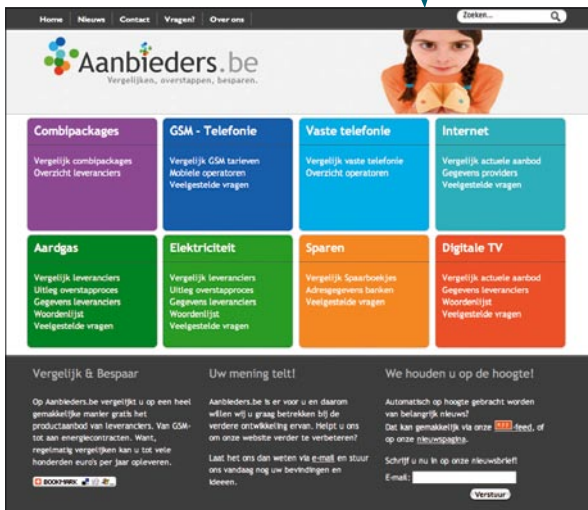 Home Nieuws Contact Vragen? Over ons
Zoeken...
Aanbieders.be
Vergelijken, overstappen, besparen.
Combipackages
Vergelijk combipackages
Overzicht leveranciers
GSM - Telefonie
Vergelijk GSM tarieven
Mobiele operatoren
Veelgestelde vragen
Vaste telefonie
Vergelijk vaste telefonie
Overzicht operatoren
Internet
Vergelijk actuele aanbod
Gegevens providers
Veelgestelde vragen
Aardgas
Vergelijk leveranciers
Uitleg overstapproces
Gegevens leveranciers
Woordenlijst
Veelgestelde vragen
Elektriciteit
Vergelijk leveranciers
Uitleg overstapproces
Gegevens leveranciers
Woordenlijst
Veelgestelde vragen
Sparen
Vergelijk Spaarboekjes
Adresgegevens banken
Veelgestelde vragen
Digitale TV
Vergelijk actuele aanbod
Gegevens leveranciers
Woordenlijst
Veelgestelde vragen
Vergelijk & Bespaar
Op Aanbieders.be vergelijkt u op een heel
gemakkelijke manier gratis het
productaanbod van leveranciers. Van GSM-
tot aan energiecontracten. Want,
regelmatig vergelijken kan u tot vele
honderden euro's per jaar opleveren.
BOOKMARK
Uw mening telt!
Aanbieders.be is er voor u en daarom
willen wij u graag betrekken bij de
verdere ontwikkeling ervan. Helpt u ons
om onze website verder te verbeteren?
Laat het ons dan weten via e-mail en stuur
ons vandaag nog uw bevindingen en
ideeen.
We houden u op de hoogte!
Automatisch op hoogte gebracht worden
van belangrijk nieuws?
Dat kan gemakkelijk via onze -feed, of
op onze nieuwspagina.
Schrijf u nu in op onze nieuwsbrief!
E-mail:
Verstuur